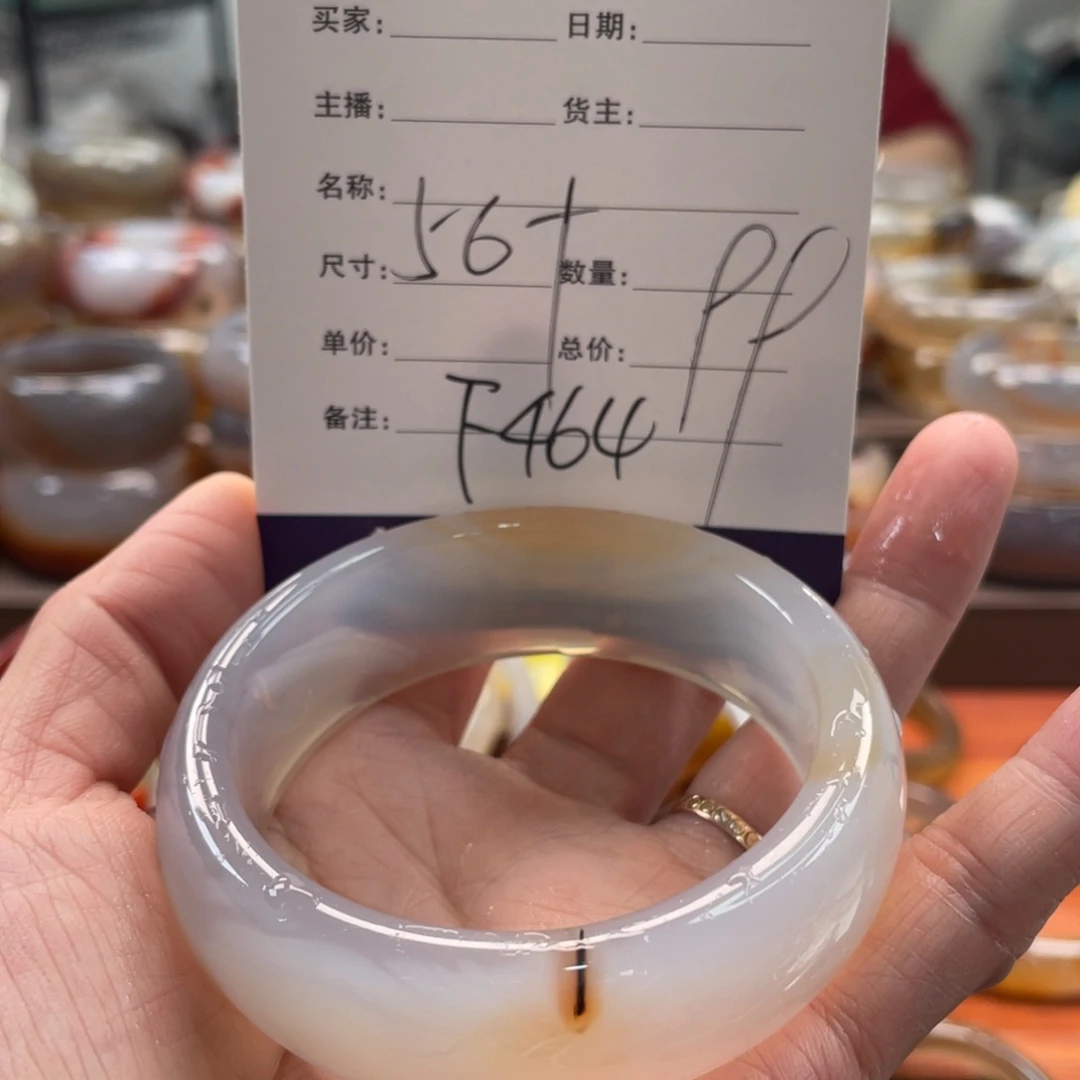 买家： 日期：
主播： 货主：
名称：
尺寸：56+ 数量：
单价： 总价：
备注：F464